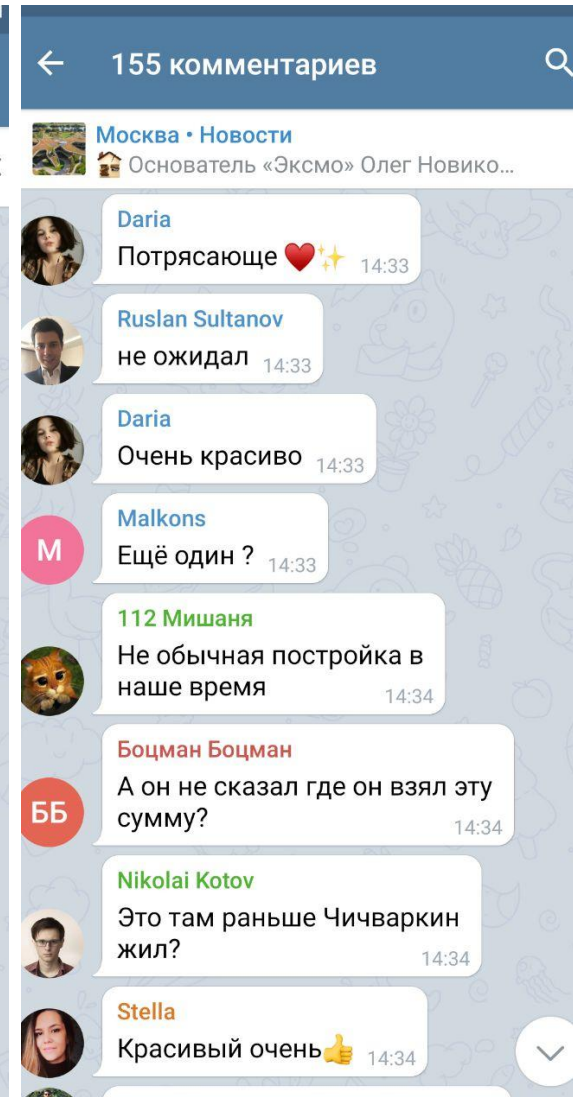 155 комментариев
Москва • Новости
Основатель «Эксмо» Олег Новико...
Daria
Потрясающе ♥️✨ 14:33
Ruslan Sultanov
не ожидал 14:33
Daria
Очень красиво 14:33
Malkons
М
Ещё один ? 14:33
112 Мишаня
Не обычная постройка в
наше время 14:34
Боцман Боцман
ББ
А он не сказал где он взял эту
сумму? 14:34
Nikolai Kotov
Это там раньше Чичваркин
жил? 14:34
Stella
Красивый очень👍 14:34